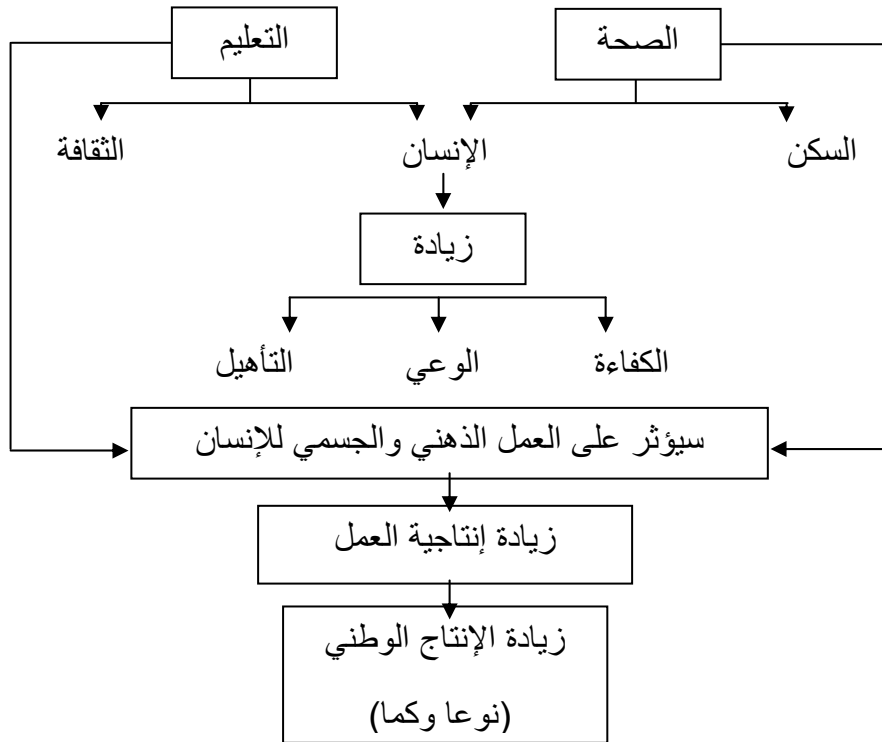 الصحة
التعليم
السكن
الإنسان
الثقافة
زيادة
الكفاءة
الوعي
التأهيل
سيؤثر على العمل الذهني والجسمي للإنسان
زيادة إنتاجية العمل
زيادة الإنتاج الوطني
(نوعا وكما)